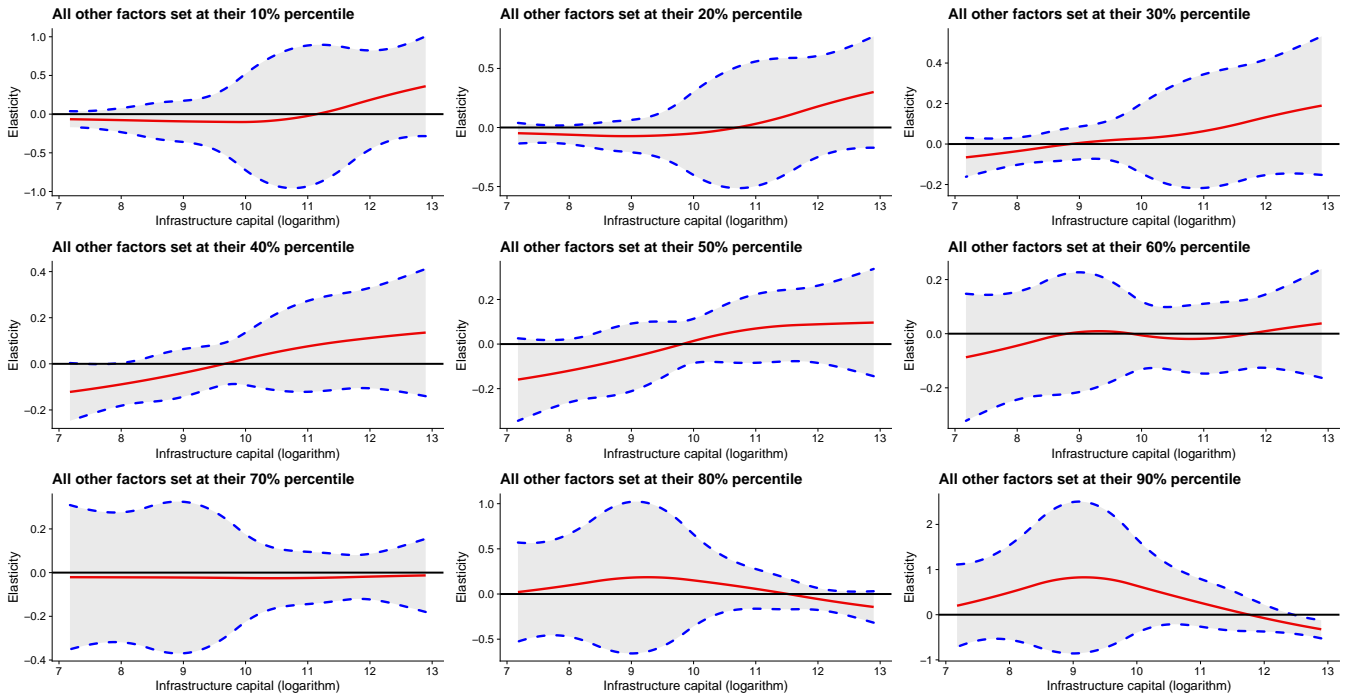 All other factors set at their 10% percentile
All other factors set at their 20% percentile
All other factors set at their 30% percentile
Elasticity
1.0
0.5
0.0
−0.5
−1.0
7 8 9 10 11 12 13
Infrastructure capital (logarithm)
Elasticity
0.5
0.0
−0.5
7 8 9 10 11 12 13
Infrastructure capital (logarithm)
Elasticity
0.4
0.2
0.0
−0.2
7 8 9 10 11 12 13
Infrastructure capital (logarithm)
All other factors set at their 40% percentile
All other factors set at their 50% percentile
All other factors set at their 60% percentile
Elasticity
0.4
0.2
0.0
−0.2
7 8 9 10 11 12 13
Infrastructure capital (logarithm)
Elasticity
0.2
0.0
−0.2
7 8 9 10 11 12 13
Infrastructure capital (logarithm)
Elasticity
0.2
0.0
−0.2
7 8 9 10 11 12 13
Infrastructure capital (logarithm)
All other factors set at their 70% percentile
All other factors set at their 80% percentile
All other factors set at their 90% percentile
Elasticity
0.2
0.0
−0.2
−0.4
7 8 9 10 11 12 13
Infrastructure capital (logarithm)
Elasticity
1.0
0.5
0.0
−0.5
7 8 9 10 11 12 13
Infrastructure capital (logarithm)
Elasticity
2
1
0
−1
7 8 9 10 11 12 13
Infrastructure capital (logarithm)